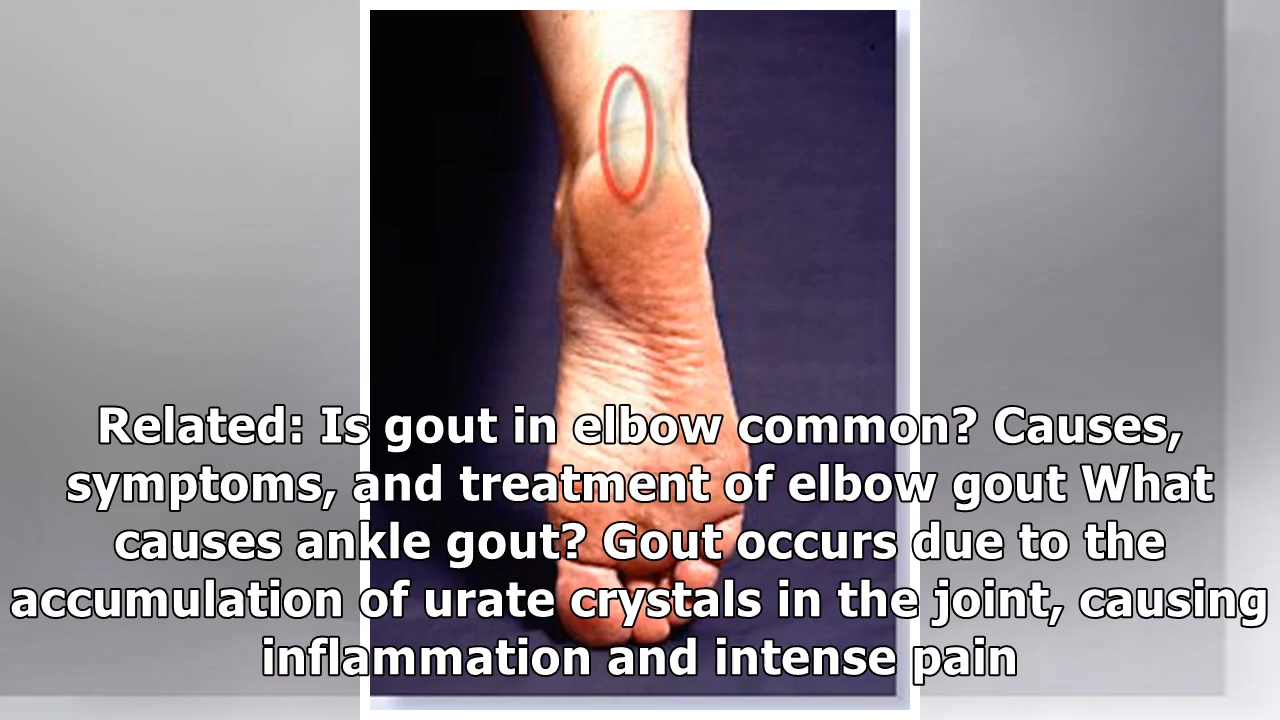 Related: Is gout in elbow common? Causes,
symptoms, and treatment of elbow gout What
causes ankle gout? Gout occurs due to the
accumulation of urate crystals in the joint, causing
inflammation and intense pain